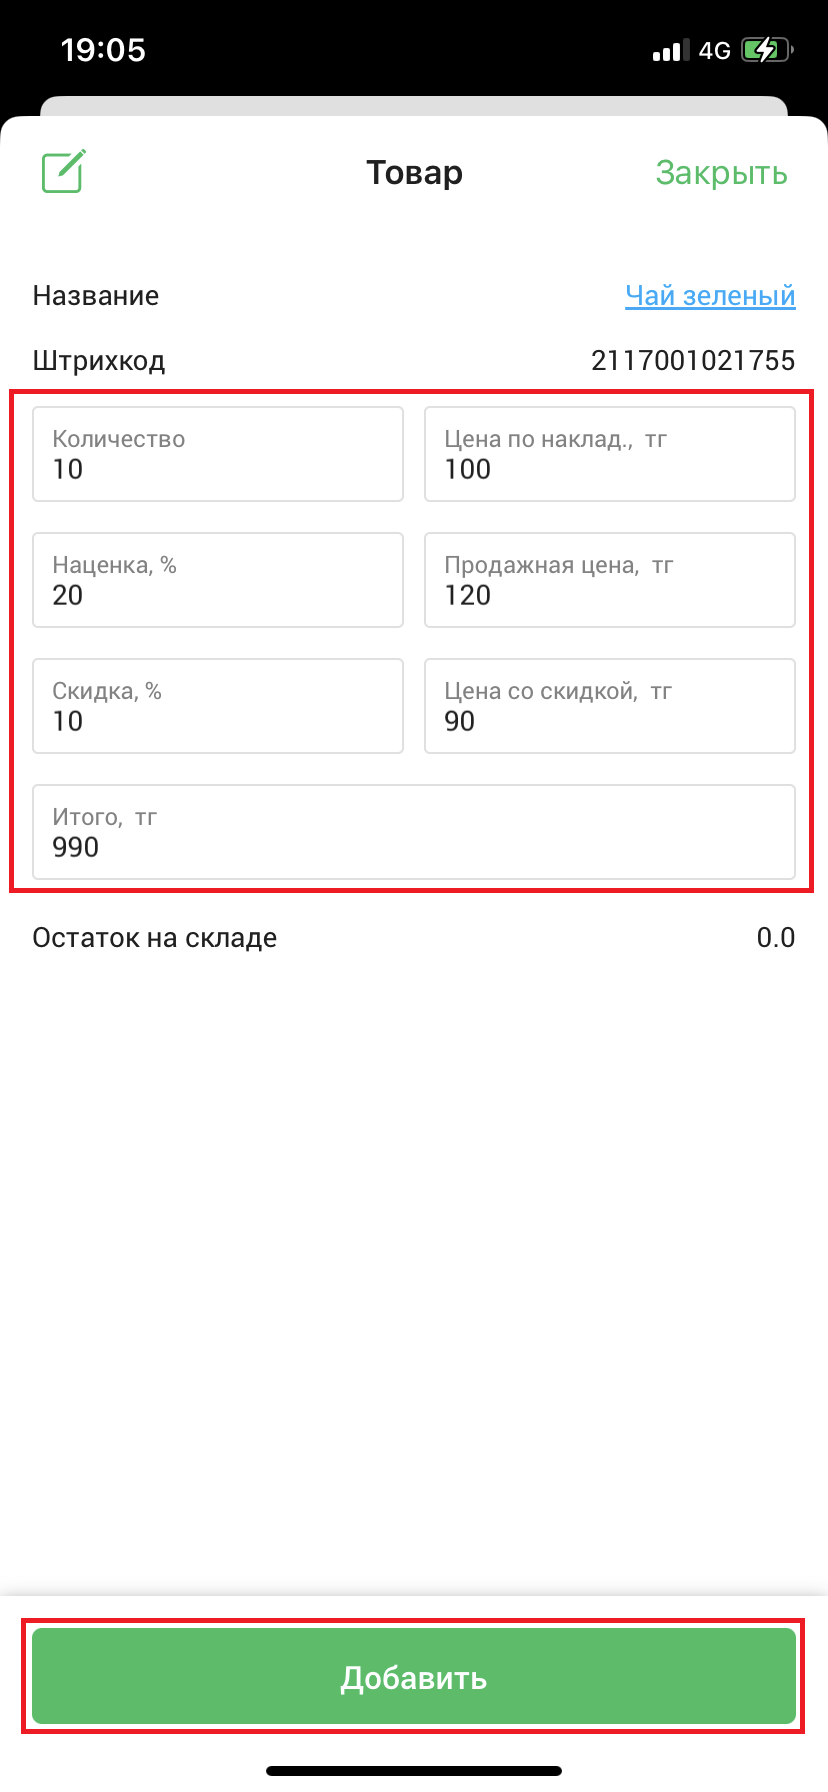 19:05 4G
Товар Закрыть
Название Чай зеленый
Штрихкод 2117001021755
Количество Цена по наклад., тг
10 100
Наценка, % Продажная цена, тг
20 120
Скидка, % Цена со скидкой, тг
10 90
Итого, тг
990
Остаток на складе 0.0
Добавить